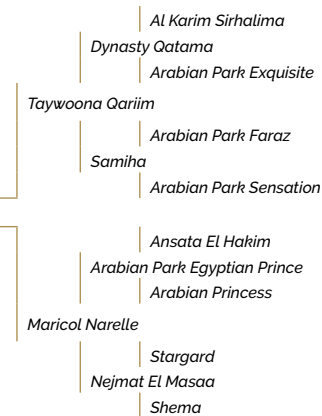 Al Karim Sirhalima
Dynasty Qatama
Arabian Park Exquisite
Taywoona Qariim
Arabian Park Faraz
Samiha
Arabian Park Sensation
Ansata El Hakim
Arabian Park Egyptian Prince
Arabian Princess
Maricol Narelle
Stargard
Nejmat El Masaa
Shema